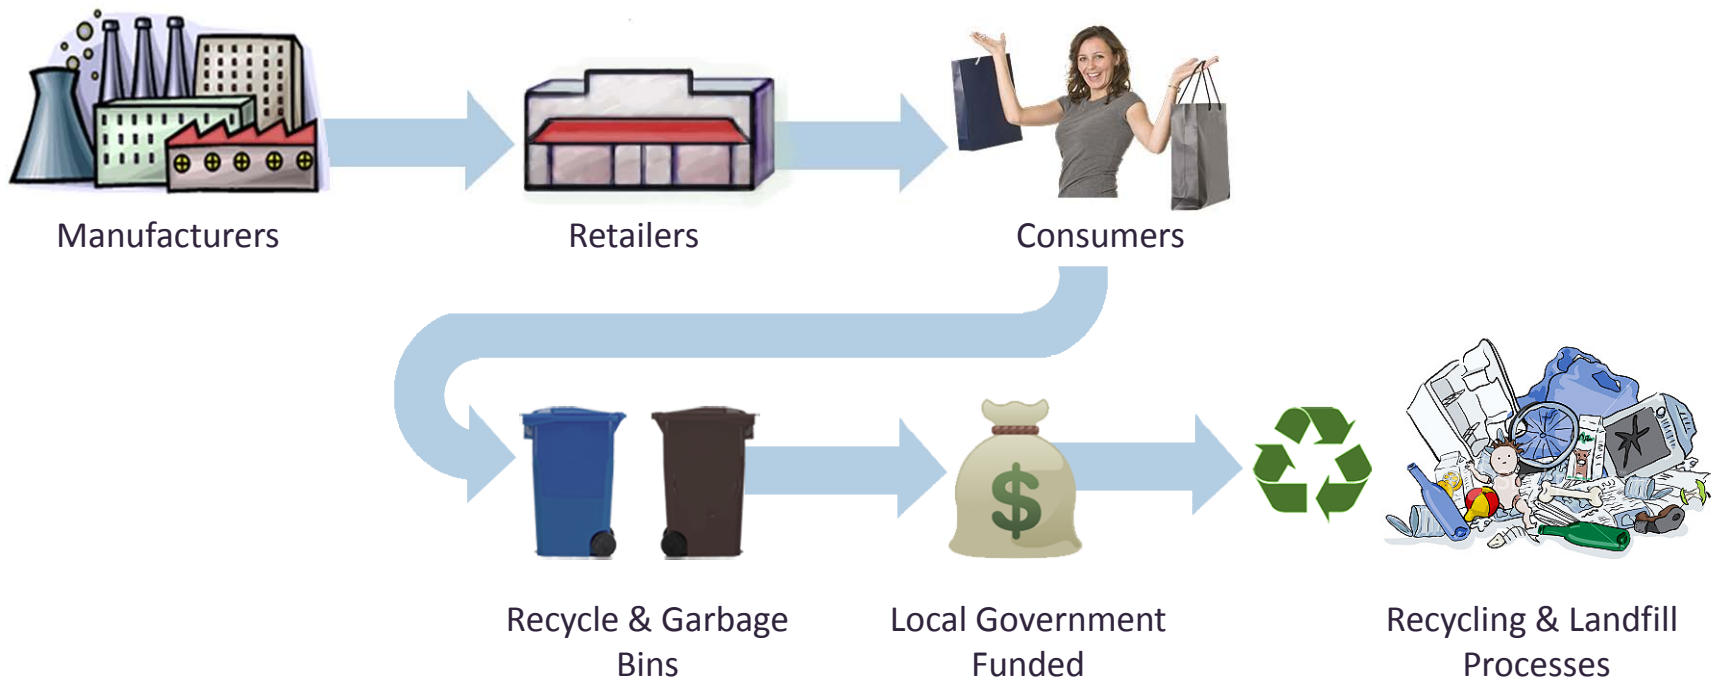 Manufacturers
Retailers
Consumers
$
Recycle & Garbage
Bins
Local Government
Funded
Recycling & Landfill
Processes